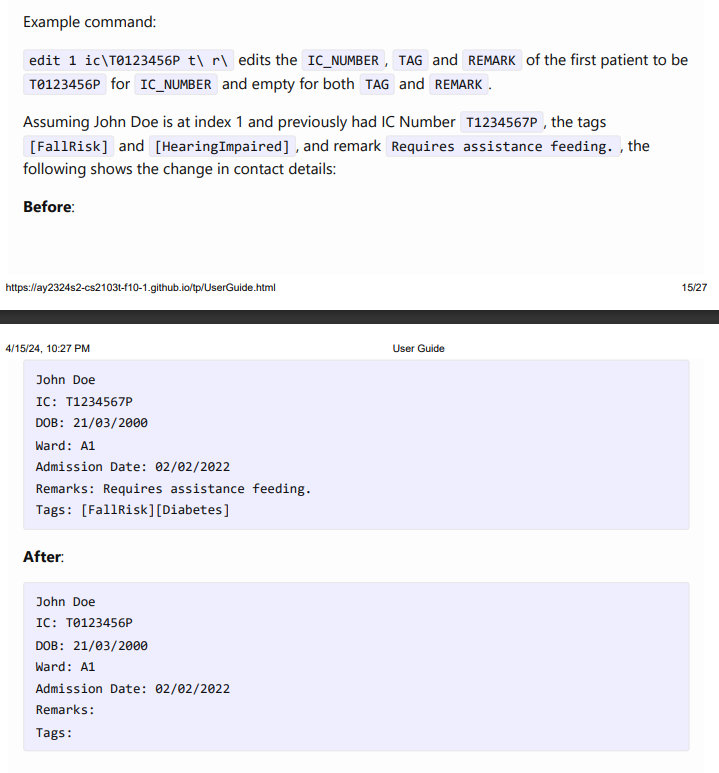 Example command:
edit 1 ic\T0123456P t\ r\ edits the IC_NUMBER , TAG and REMARK of the first patient to be
T0123456P for IC_NUMBER and empty for both TAG and REMARK .
Assuming John Doe is at index 1 and previously had IC Number T1234567P , the tags
[FallRisk] and [HearingImpaired] , and remark Requires assistance feeding. , the
following shows the change in contact details:
Before:
https://ay2324s2-cs2103t-f10-1.github.io/tp/UserGuide.html 15/27
4/15/24, 10:27 PM User Guide
John Doe
IC: T1234567P
DOB: 21/03/2000
Ward: A1
Admission Date: 02/02/2022
Remarks: Requires assistance feeding.
Tags: [FallRisk][Diabetes]
After:
John Doe
IC: T0123456P
DOB: 21/03/2000
Ward: A1
Admission Date: 02/02/2022
Remarks:
Tags: